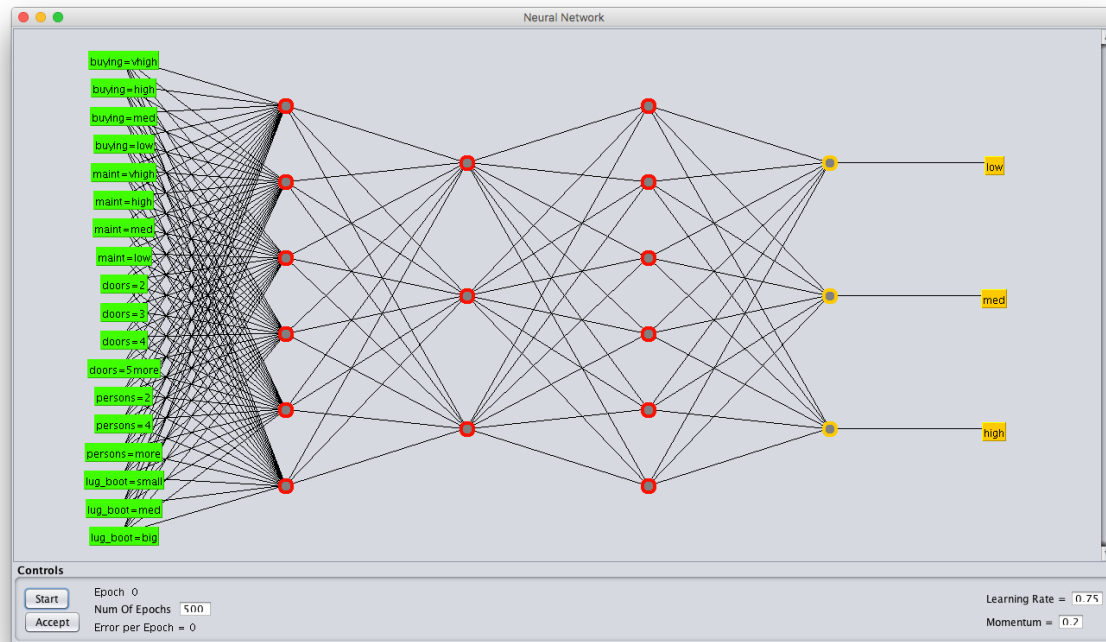 Neural Network
buying=vhigh
buying=high
buying=med
buying=low
maint=vhigh
maint=high
maint=med
maint=low
doors=2
doors=3
doors=4
doors=5more
persons=2
persons=4
persons=more
lug_boot=small
lug_boot=med
lug_boot=big
low
med
high
Controls
Start
Accept
Epoch 0
Num Of Epochs 500
Error per Epoch = 0
Learning Rate = 0.75
Momentum = 0.2